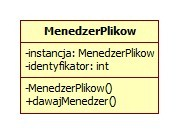 MenedzerPlikow
-instancja: MenedzerPlikow
-identyfikator: int
-MenedzerPlikow()
+dawajMenedzer()